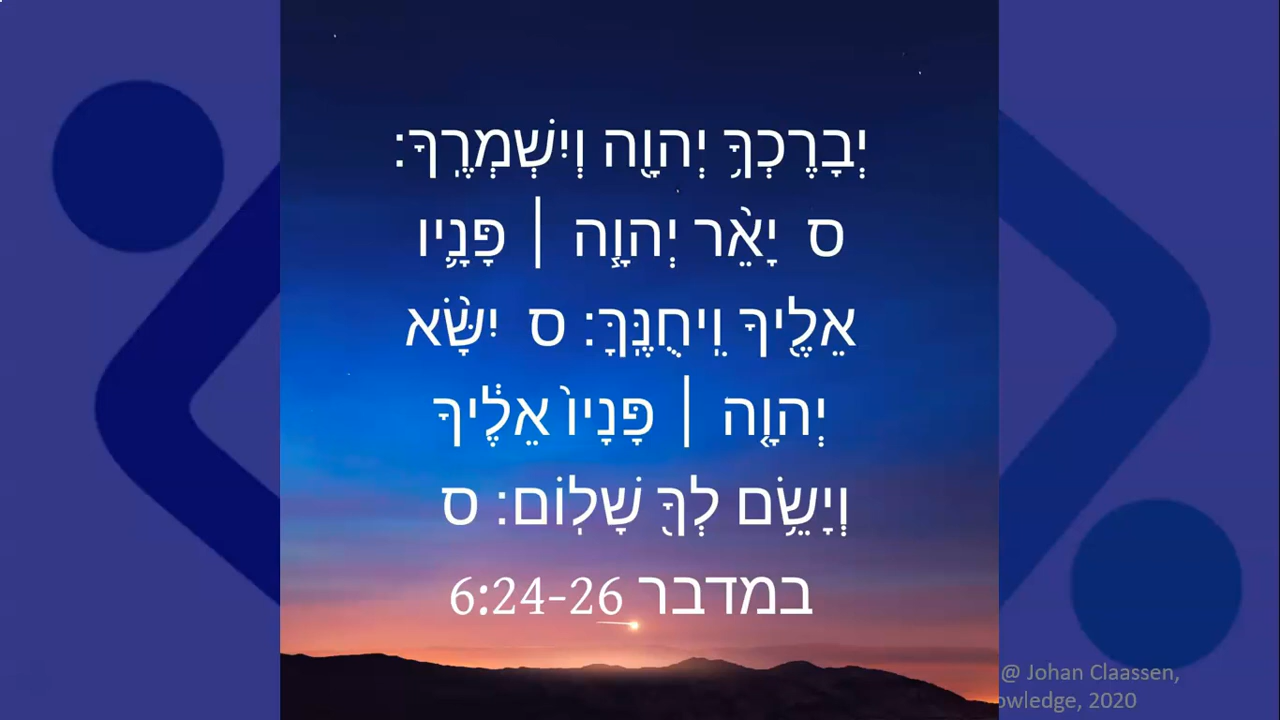 יְבָרֶכְךָ֥ יְהוָ֖ה וְיִשְׁמְרֶֽךָ׃
ס יָאֵ֨ר יְהוָ֧ה ׀ פָּנָ֛יו
אֵלֶ֖יךָ וִֽיחֻנֶּֽךָּ׃ ס יִשָּׂ֨א
יְהוָ֤ה ׀ פָּנָיו֙ אֵלֶ֔יךָ
וְיָשֵׂ֥ם לְךָ֖ שָׁלֽוֹם׃ ס
במדבר 6:24-26
@ Johan Claassen,
owledge, 2020